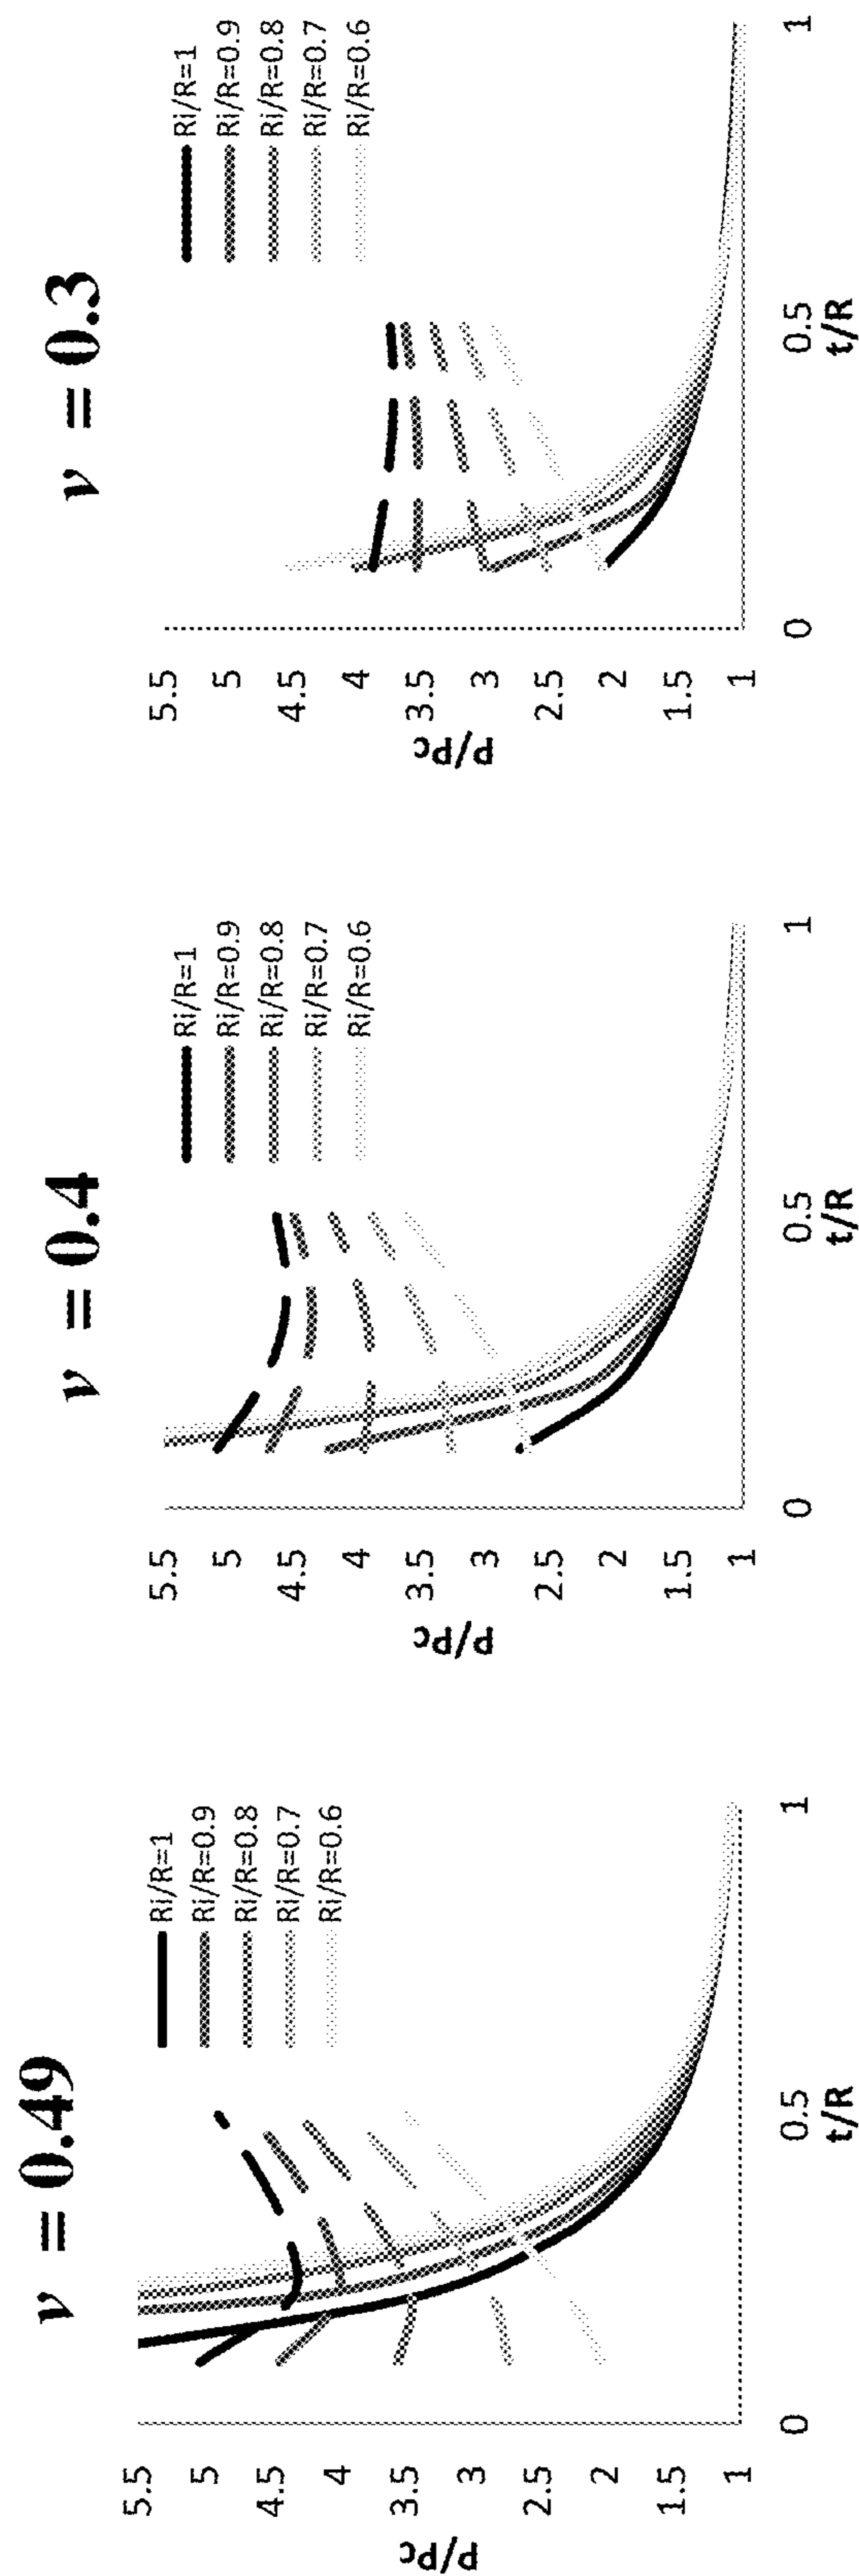 ν = 0.49
P/Pc
5.5
5
4.5
4
3.5
3
2.5
2
1.5
1
0
0.5
1
t/R
Ri/R=1
Ri/R=0.9
Ri/R=0.8
Ri/R=0.7
Ri/R=0.6
ν = 0.4
P/Pc
5.5
5
4.5
4
3.5
3
2.5
2
1.5
1
0
0.5
1
t/R
Ri/R=1
Ri/R=0.9
Ri/R=0.8
Ri/R=0.7
Ri/R=0.6
ν = 0.3
P/Pc
5.5
5
4.5
4
3.5
3
2.5
2
1.5
1
0
0.5
1
t/R
Ri/R=1
Ri/R=0.9
Ri/R=0.8
Ri/R=0.7
Ri/R=0.6